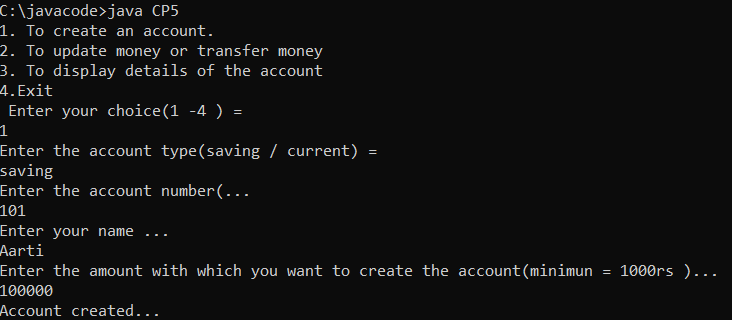 C:\javacode>java CP5
1. To create an account.
2. To update money or transfer money
3. To display details of the account
4.Exit
 Enter your choice(1 -4 ) =
1
Enter the account type(saving / current) =
saving
Enter the account number(...
101
Enter your name ...
Aarti
Enter the amount with which you want to create the account(minimun = 1000rs )...
100000
Account created...